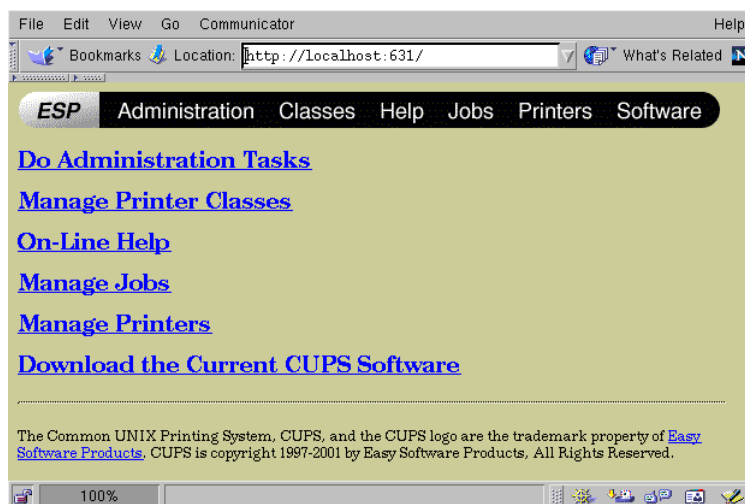 File Edit View Go Communicator Help
Bookmarks Location: http://localhost:631/ What's Related N
ESP Administration Classes Help Jobs Printers Software
Do Administration Tasks
Manage Printer Classes
On-Line Help
Manage Jobs
Manage Printers
Download the Current CUPS Software
The Common UNIX Printing System, CUPS, and the CUPS logo are the trademark property of Easy
Software Products. CUPS is copyright 1997-2001 by Easy Software Products, All Rights Reserved.
100%